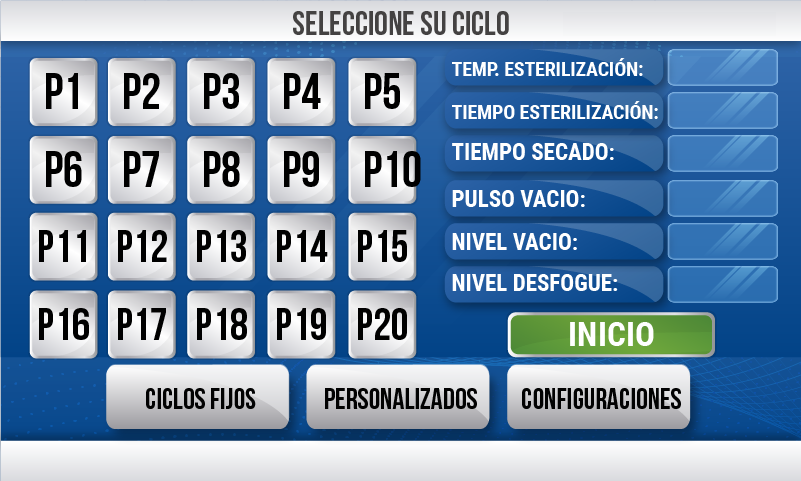 SELECCIONE SU CICLO
P1 P2 P3 P4 P5
P6 P7 P8 P9 P10
P11 P12 P13 P14 P15
P16 P17 P18 P19 P20
TEMP. ESTERILIZACIÓN:
TIEMPO ESTERILIZACIÓN:
TIEMPO SECADO:
PULSO VACIO:
NIVEL VACIO:
NIVEL DESFOGUE:
INICIO
CICLOS FIJOS PERSONALIZADOS CONFIGURACIONES